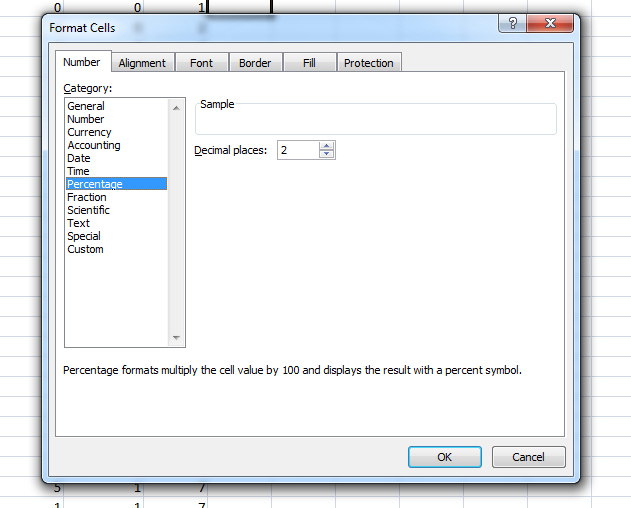 0 0 1
Format Cells
Number Alignment Font Border Fill Protection
Category:
General
Number
Currency
Accounting
Date
Time
Percentage
Fraction
Scientific
Text
Special
Custom
Sample
Decimal places: 2
Percentage formats multiply the cell value by 100 and displays the result with a percent symbol.
OK Cancel
5 1 7
1 1 7